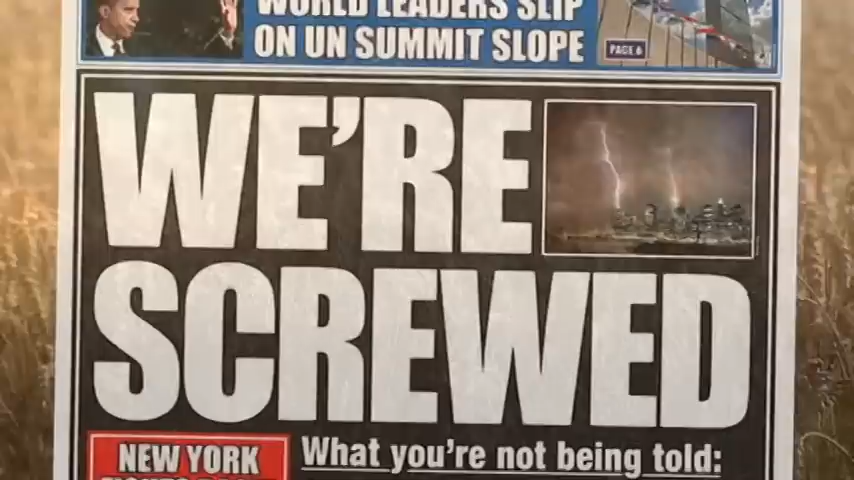 WORLD LEADERS SLIP
ON UN SUMMIT SLOPE
PAGE 6
WE'RE
SCREWED
NEW YORK
What you're not being told: